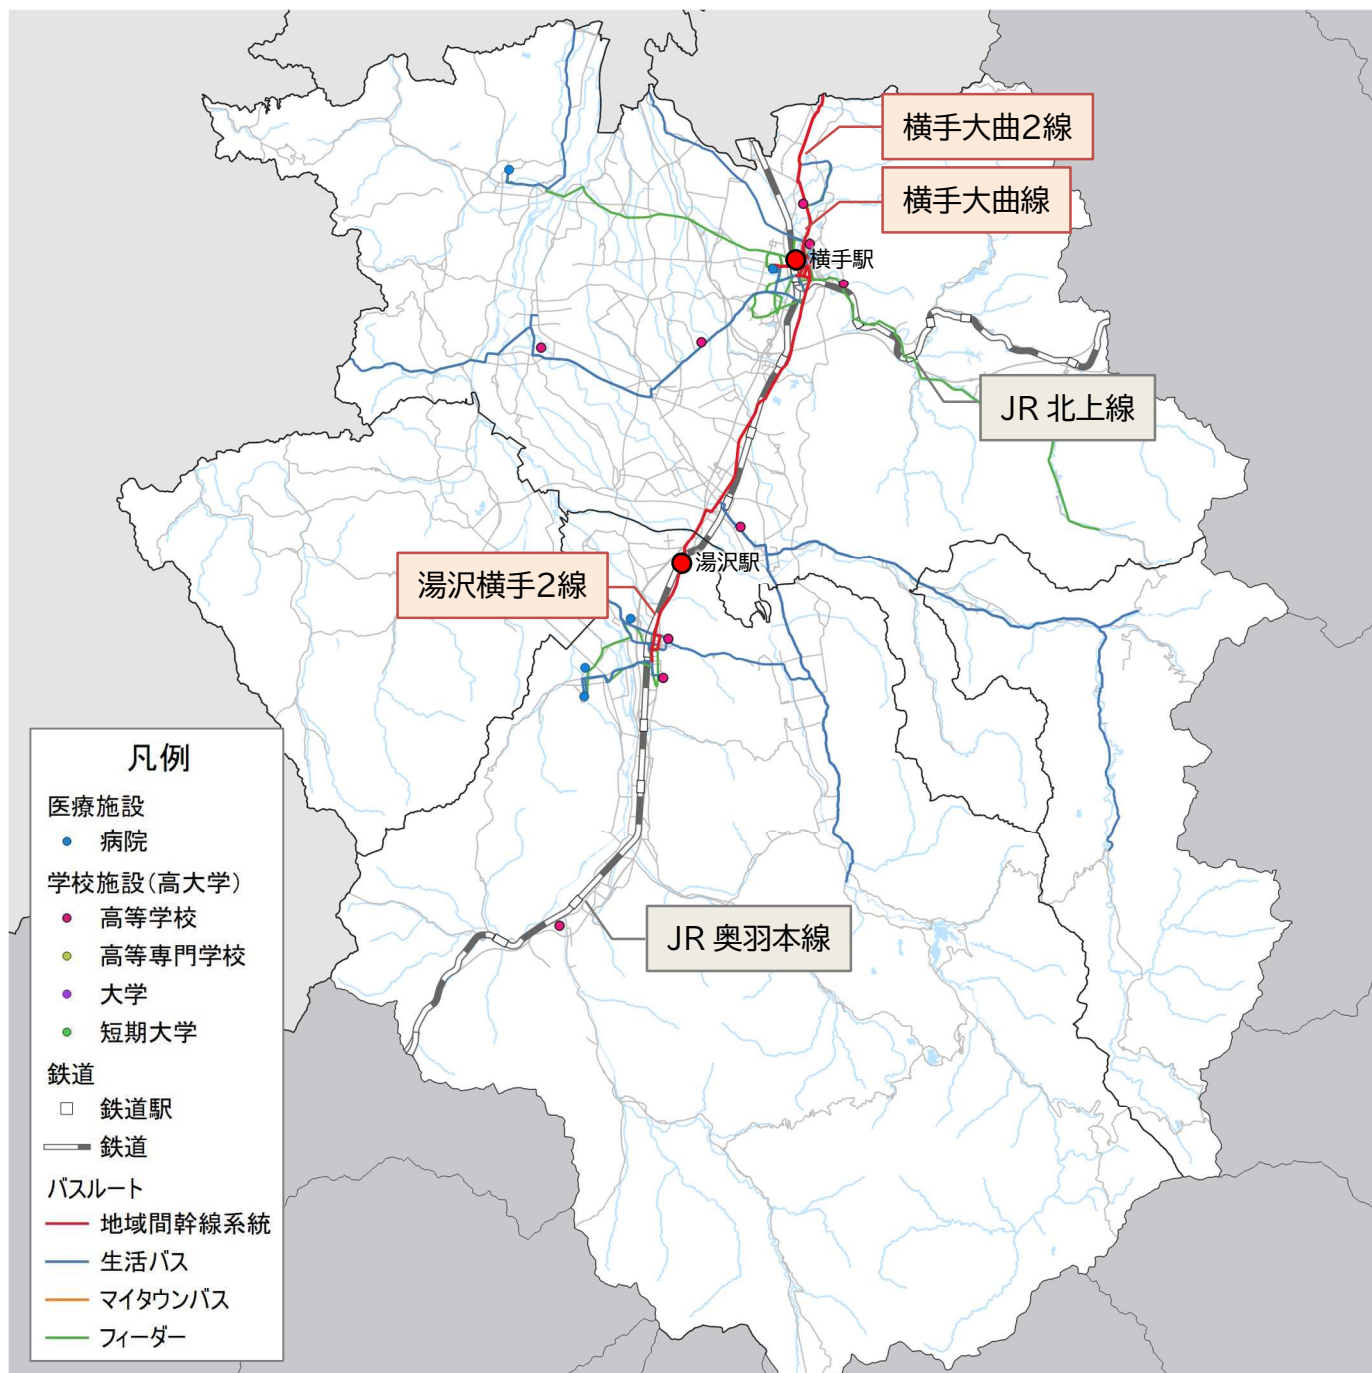 横手大曲2線
横手大曲線
横手駅
JR 北上線
湯沢駅
湯沢横手2線
JR 奥羽本線
凡例
医療施設
病院
学校施設(高大学)
高等学校
高等専門学校
大学
短期大学
鉄道
鉄道駅
鉄道
バスルート
地域間幹線系統
生活バス
マイタウンバス
フィーダー